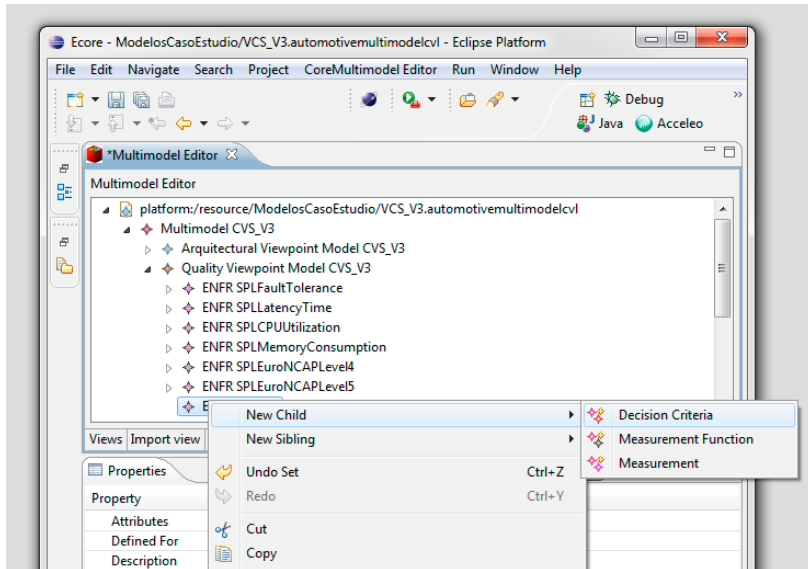 Ecore - ModelosCasoEstudio/VCS_V3.automotivemultimodelcvl - Eclipse Platform
File Edit Navigate Search Project CoreMultimodel Editor Run Window Help
Debug
Java Acceleo
*Multimodel Editor
Multimodel Editor
platform:/resource/ModelosCasoEstudio/VCS_V3.automotivemultimodelcvl
Multimodel CVS_V3
Arquitectural Viewpoint Model CVS_V3
Quality Viewpoint Model CVS_V3
ENFR SPLFaultTolerance
ENFR SPLLatencyTime
ENFR SPLCPUUtilization
ENFR SPLMemoryConsumption
ENFR SPLEuroNCAPLevel4
ENFR SPLEuroNCAPLevel5
New Child Decision Criteria
Views Import view New Sibling Measurement Function
Measurement
Properties Undo Set Ctrl+Z
Property Redo Ctrl+Y
Attributes
Defined For Cut
Description Copy